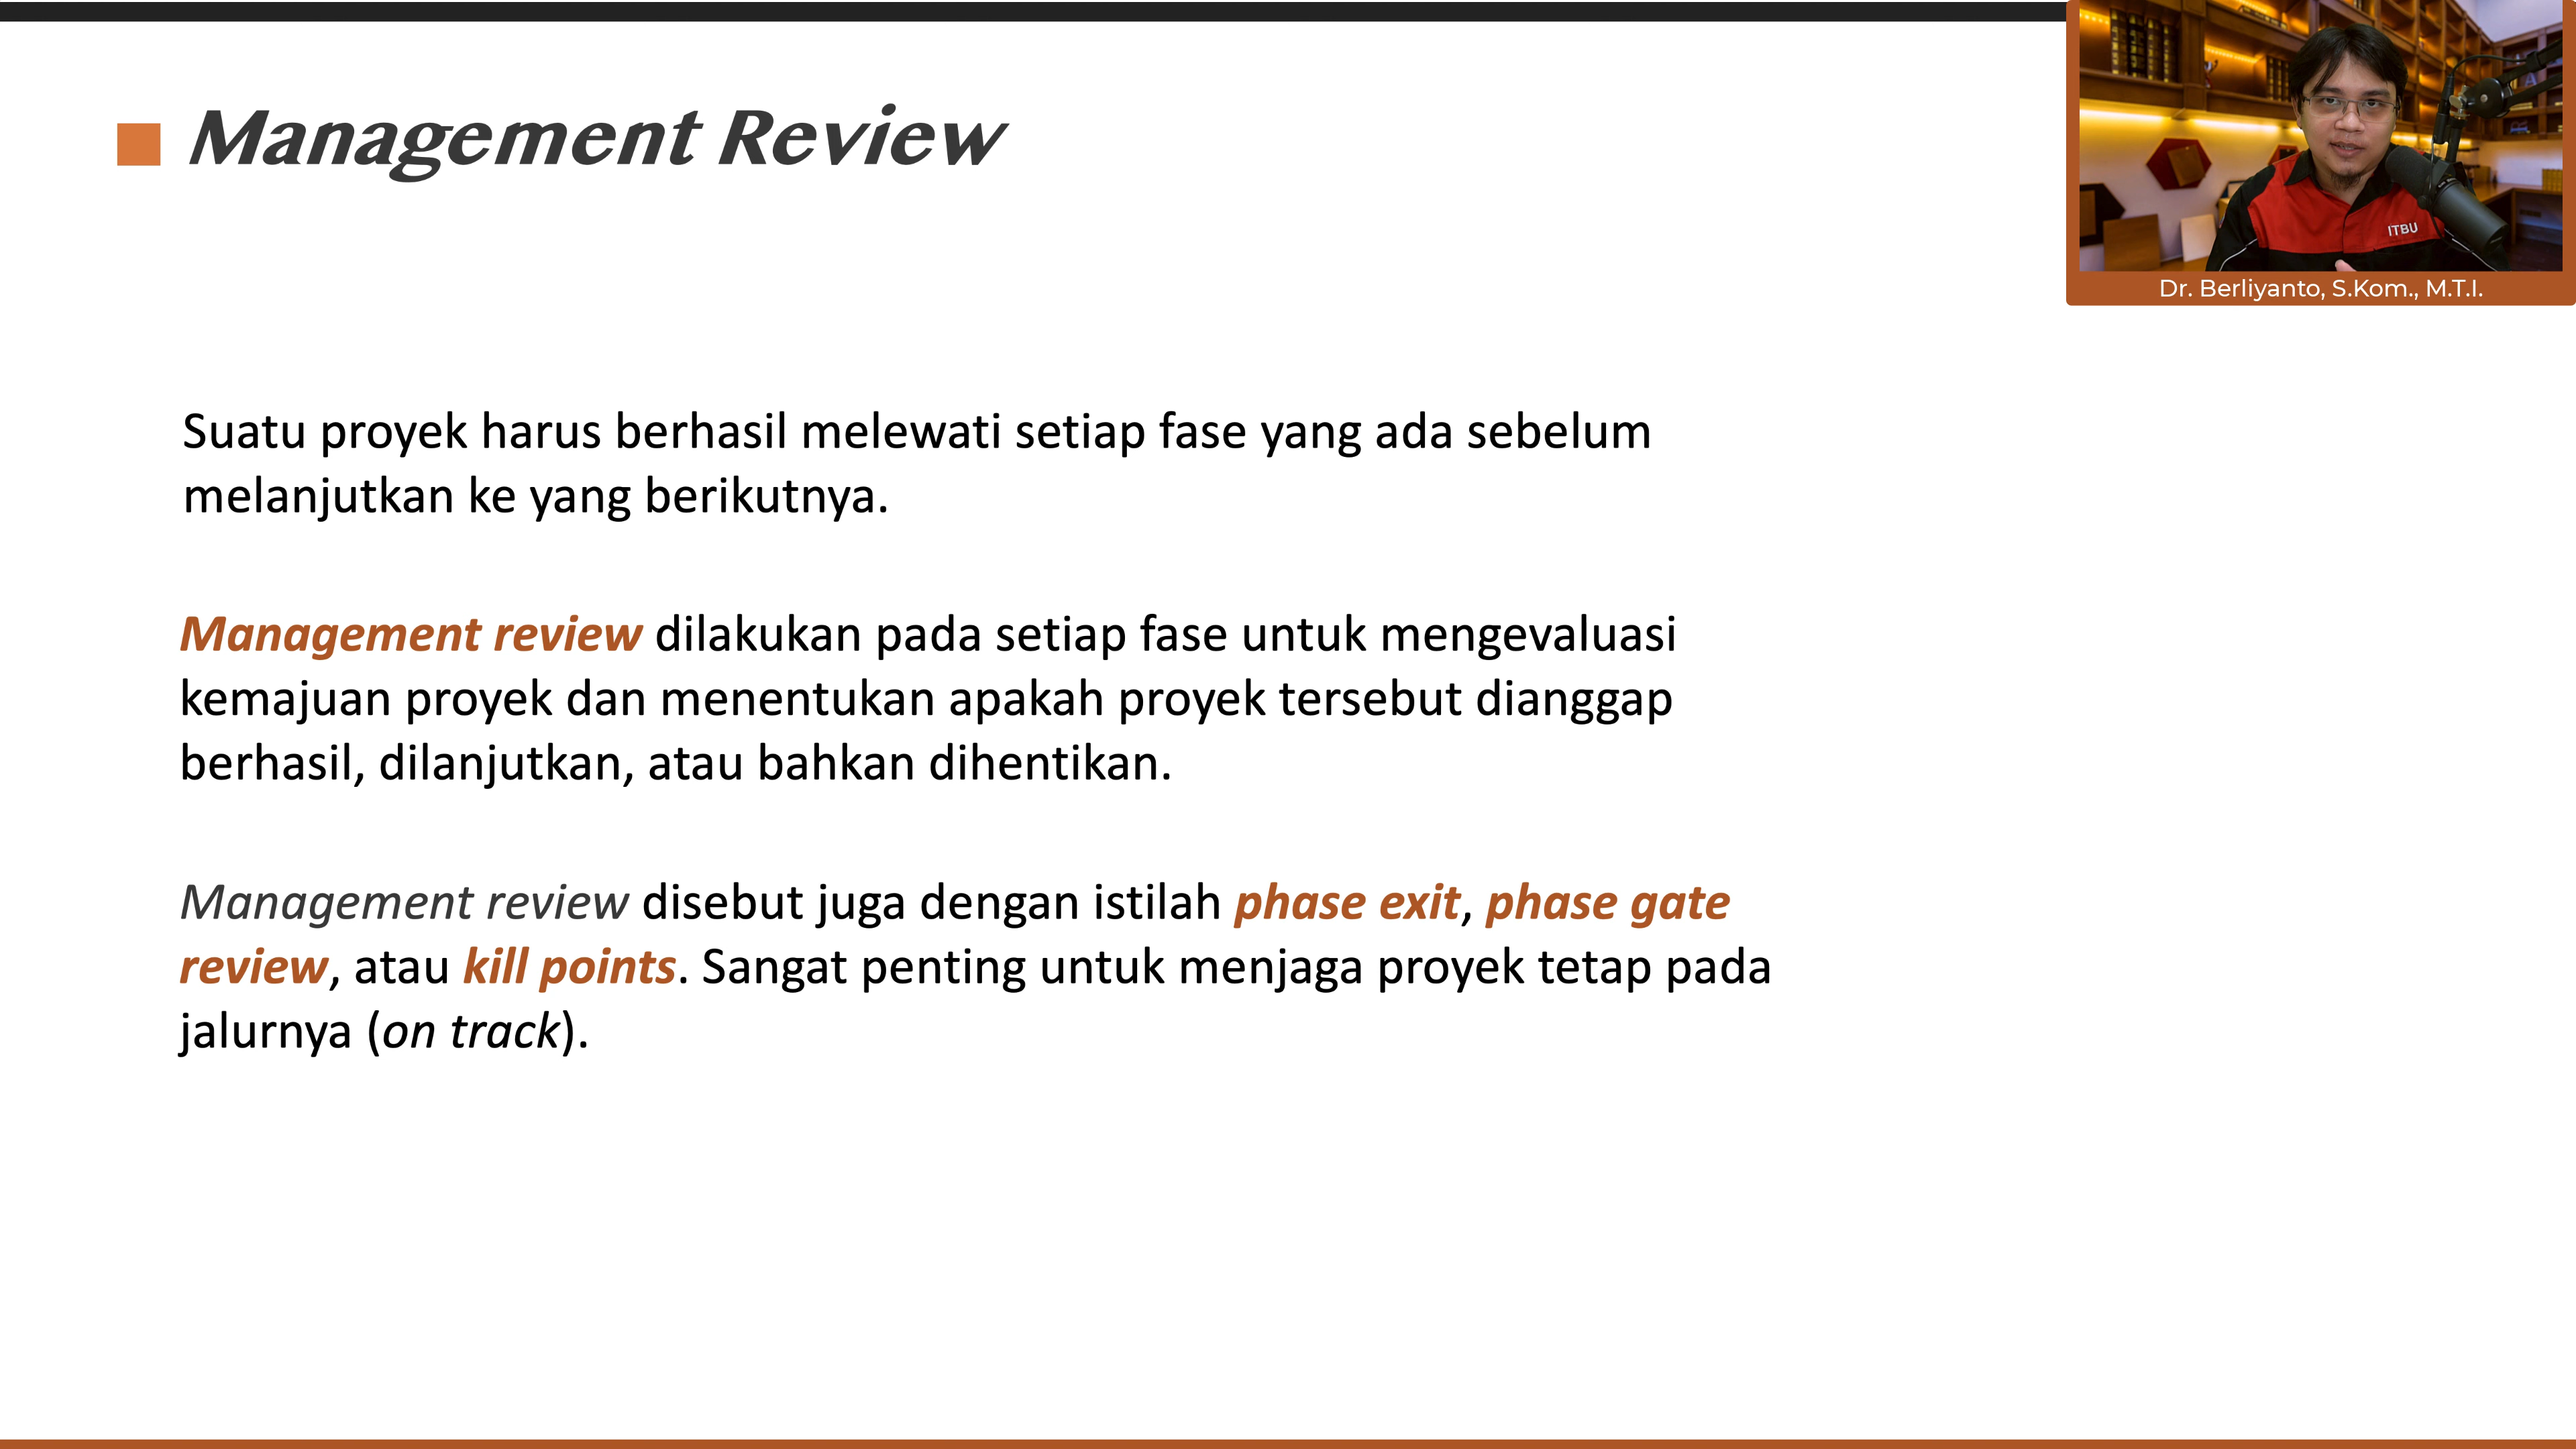 Management Review
ITBU
Dr. Berliyanto, S.Kom., M.T.I.
Suatu proyek harus berhasil melewati setiap fase yang ada sebelum
melanjutkan ke yang berikutnya.
Management review dilakukan pada setiap fase untuk mengevaluasi
kemajuan proyek dan menentukan apakah proyek tersebut dianggap
berhasil, dilanjutkan, atau bahkan dihentikan.
Management review disebut juga dengan istilah phase exit, phase gate
review, atau kill points. Sangat penting untuk menjaga proyek tetap pada
jalurnya (on track).